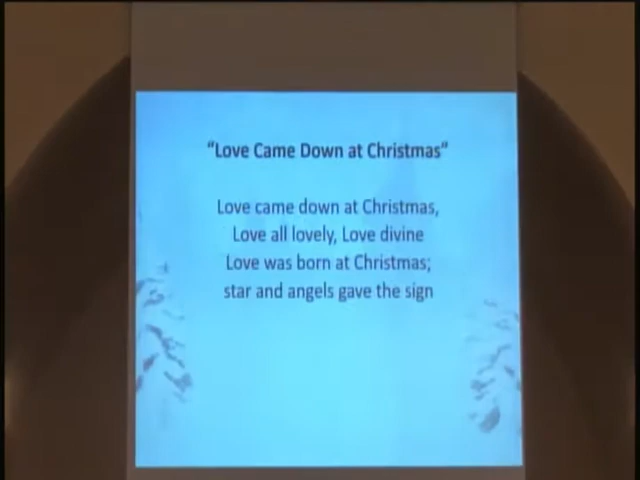 "Love Came Down at Christmas"
Love came down at Christmas,
Love all lovely, Love divine
Love was born at Christmas;
star and angels gave the sign